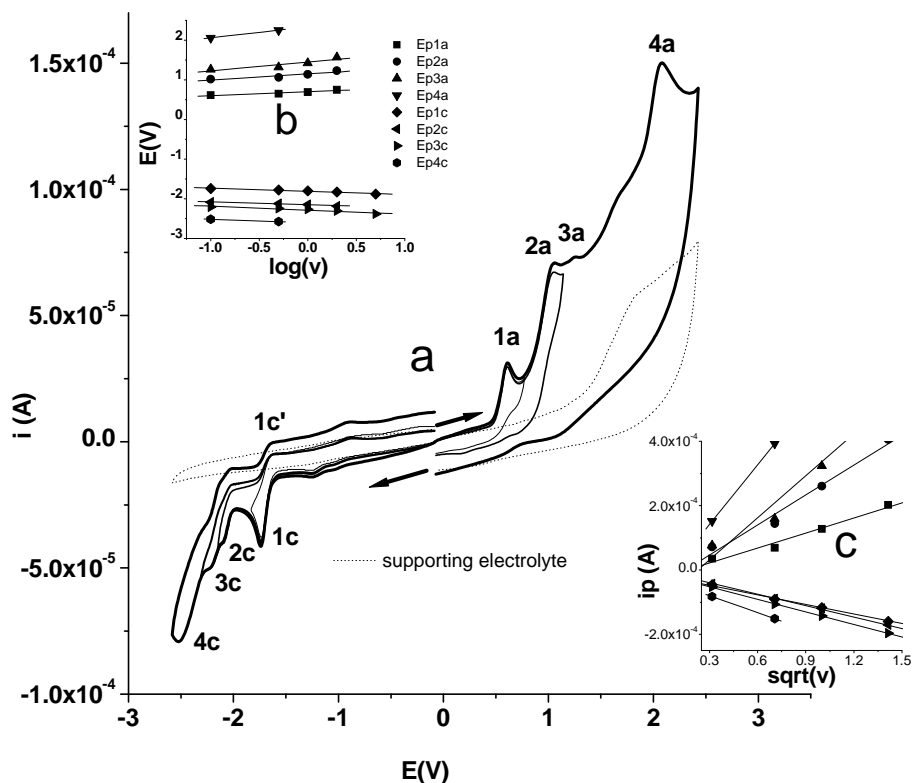 2
1
0
-1
-2
-3
E(V)
-1.0 -0.5 0.0 0.5 1.0
log(v)
b
Ep1a
Ep2a
Ep3a
Ep4a
Ep1c
Ep2c
Ep3c
Ep4c
4a
3a
2a
1a
a
1c'
1c
2c
3c
4c
supporting electrolyte
1.5x10-4
1.0x10-4
5.0x10-5
0.0
-5.0x10-5
-1.0x10-4
i (A)
-3 -2 -1 0 1 2 3
E(V)
4.0x10-4
2.0x10-4
0.0
-2.0x10-4
ip (A)
C
0.3 0.6 0.9 1.2 1.5
sqrt(v)